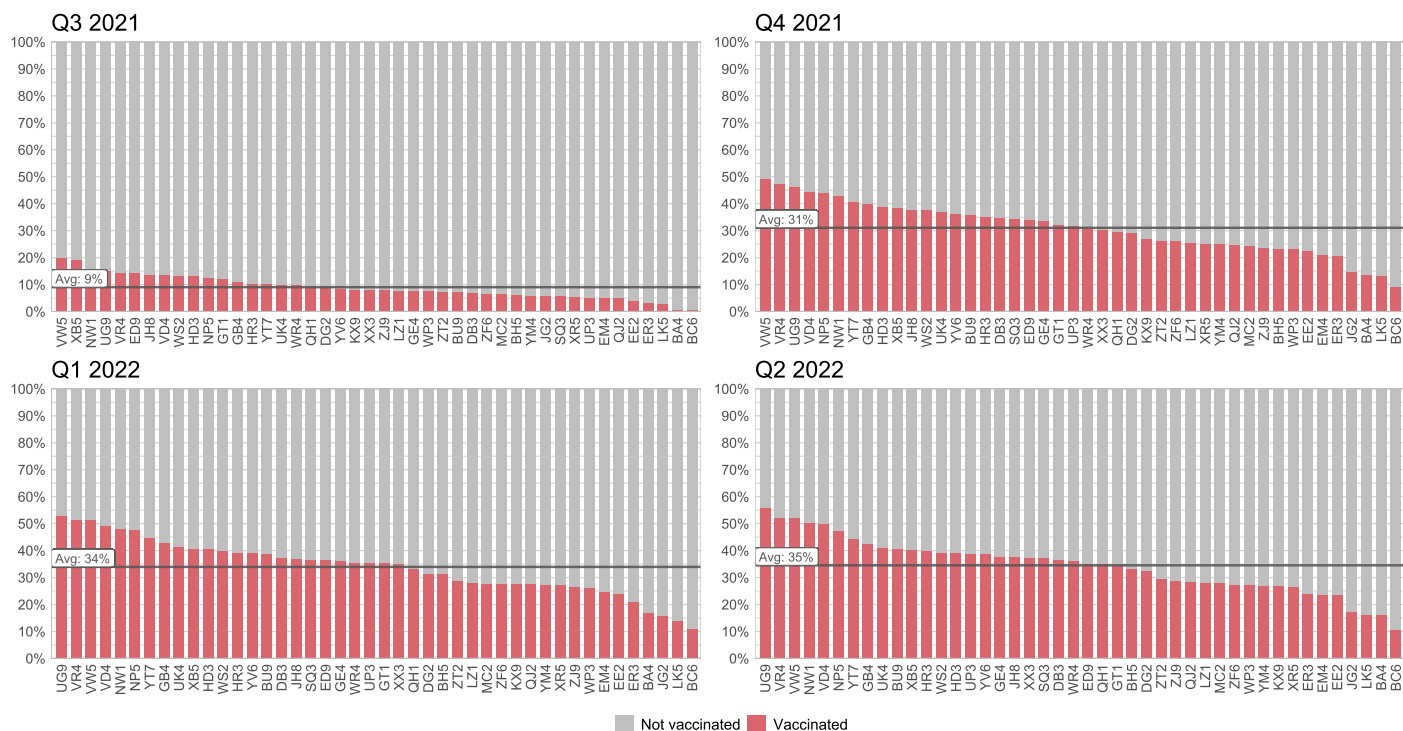 Q3 2021
100%
90%
80%
70%
60%
50%
40%
30%
20%
10%
0%
Avg: 9%
VW5
XB5
NW1
UG9
VR4
ED9
JH8
VD4
WS2
HD3
NP5
GT1
GB4
HR3
YT7
UK4
WR4
QH1
DG2
YV6
KX9
XX3
ZJ9
LZ1
GE4
WP3
ZT2
BU9
DB3
ZF6
MC2
BH5
YM4
JG2
SQ3
XR5
UP3
EM4
QJ2
EE2
ER3
LK5
BA4
BC6
Q4 2021
100%
90%
80%
70%
60%
50%
40%
30%
20%
10%
0%
Avg: 31%
VW5
VR4
UG9
VD4
NP5
NW1
YT7
GB4
HD3
XB5
JH8
WS2
UK4
YV6
BU9
HR3
DB3
SQ3
ED9
GE4
GT1
UP3
WR4
XX3
QH1
DG2
KX9
ZT2
ZF6
LZ1
XR5
YM4
QJ2
MC2
ZJ9
BH5
WP3
EE2
EM4
ER3
JG2
BA4
LK5
BC6
Q1 2022
100%
90%
80%
70%
60%
50%
40%
30%
20%
10%
0%
Avg: 34%
UG9
VR4
VW5
VD4
NW1
NP5
YT7
GB4
UK4
XB5
HD3
WS2
HR3
YV6
BU9
DB3
JH8
SQ3
ED9
GE4
WR4
UP3
GT1
XX3
QH1
DG2
BH5
ZT2
LZ1
MC2
ZF6
KX9
QJ2
YM4
XR5
ZJ9
WP3
EM4
EE2
ER3
BA4
JG2
LK5
BC6
Q2 2022
100%
90%
80%
70%
60%
50%
40%
30%
20%
10%
0%
Avg: 35%
UG9
VR4
VW5
NW1
VD4
NP5
YT7
GB4
UK4
BU9
XB5
HR3
WS2
HD3
UP3
YV6
GE4
JH8
XX3
SQ3
DB3
WR4
ED9
QH1
GT1
BH5
DG2
ZT2
ZJ9
QJ2
LZ1
MC2
ZF6
WP3
YM4
KX9
XR5
ER3
EM4
EE2
JG2
LK5
BA4
BC6
Not vaccinated
Vaccinated